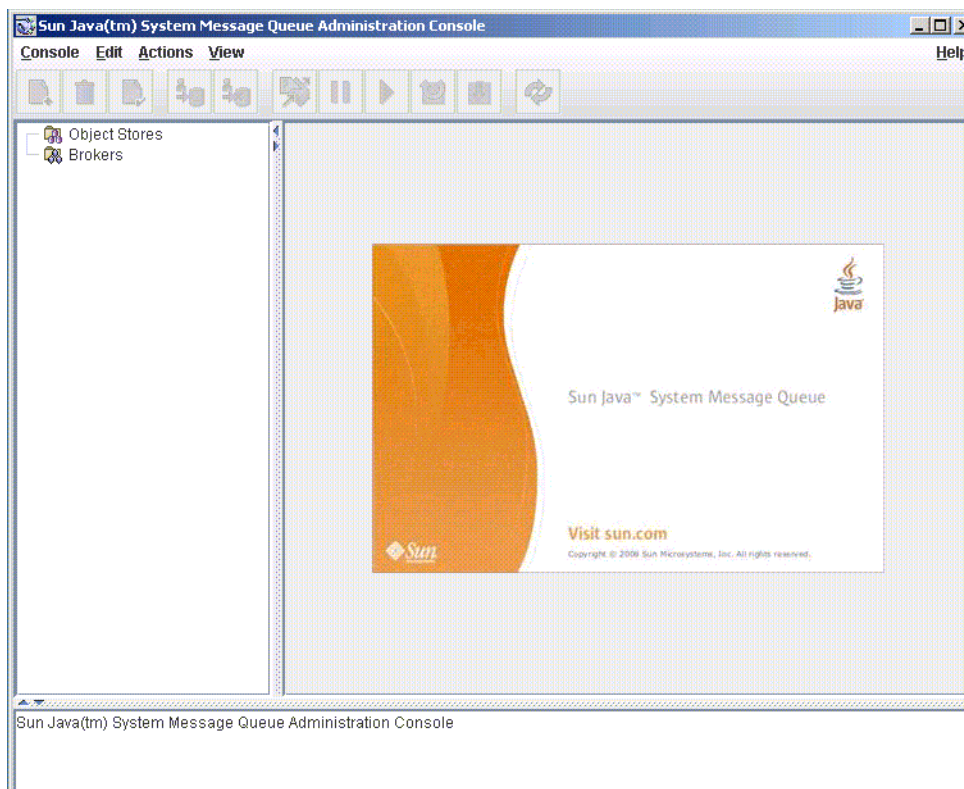 Sun Java(tm) System Message Queue Administration Console
Console Edit Actions View Help
Object Stores
Brokers
Java
Sun Java™ System Message Queue
Visit sun.com
Sun
Copyright © 2008 Sun Microsystems, Inc. All rights reserved.
Sun Java(tm) System Message Queue Administration Console